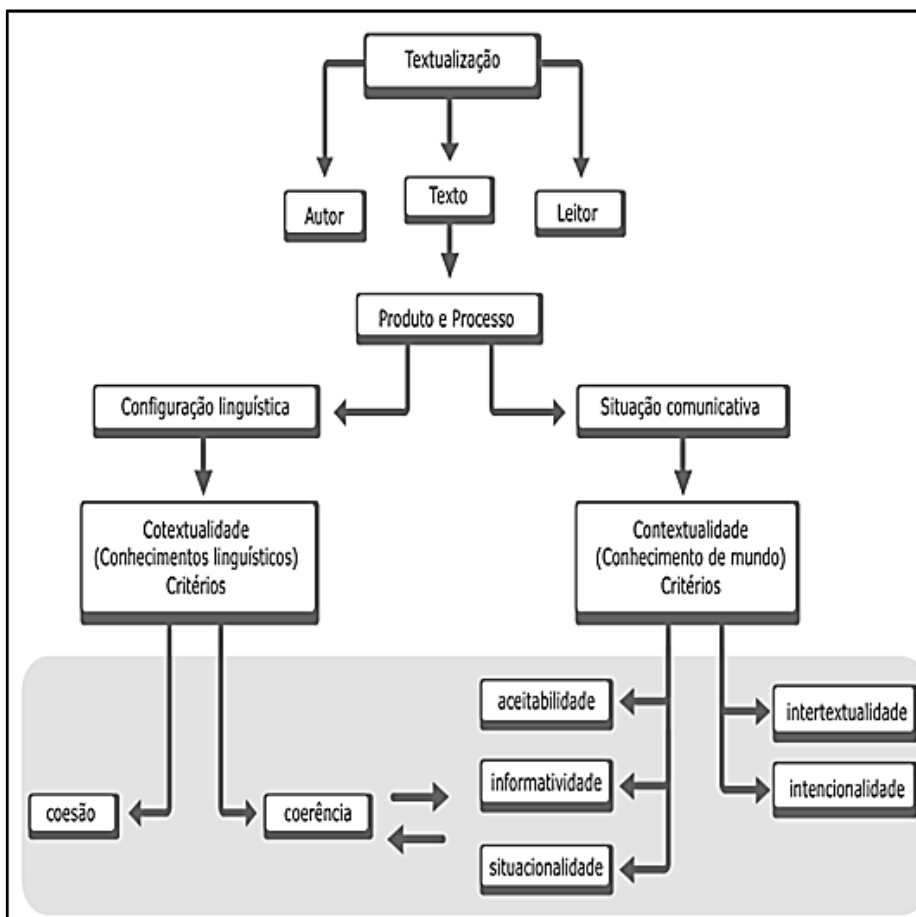 Textualização
Autor
Texto
Leitor
Produto e Processo
Configuração linguística
Situação comunicativa
Cotextualidade
(Conhecimentos linguísticos)
Critérios
Contextualidade
(Conhecimento de mundo)
Critérios
aceitabilidade
intertextualidade
informatividade
intencionalidade
coesão
coerência
situacionalidade